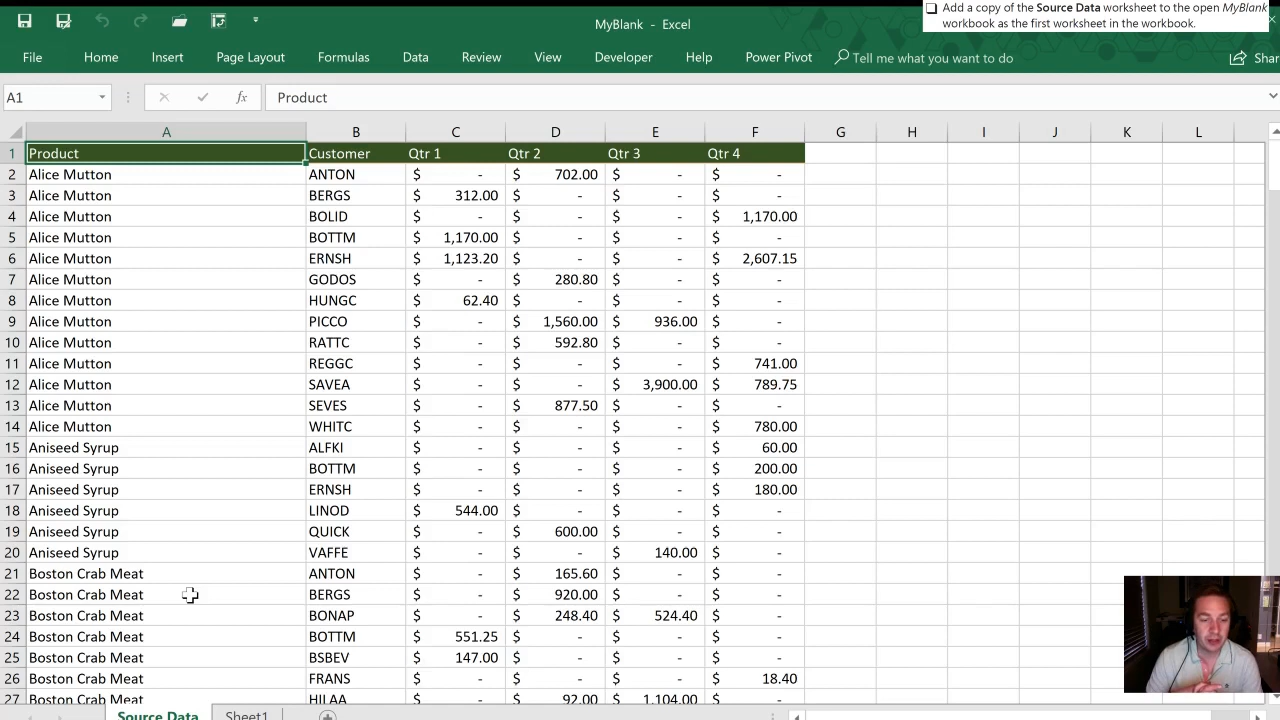 MyBlank - Excel
Add a copy of the Source Data worksheet to the open MyBlank
workbook as the first worksheet in the workbook.
File Home Insert Page Layout Formulas Data Review View Developer Help Power Pivot Tell me what you want to do Shar
A1 fx Product
A B C D E F G H I J K L
1 Product Customer Qtr 1 Qtr 2 Qtr 3 Qtr 4
2 Alice Mutton ANTON $ - $ 702.00 $ - $ -
3 Alice Mutton BERGS $ 312.00 $ - $ - $ -
4 Alice Mutton BOLID $ - $ - $ - $ 1,170.00
5 Alice Mutton BOTTM $ 1,170.00 $ - $ - $ -
6 Alice Mutton ERNSH $ 1,123.20 $ - $ - $ 2,607.15
7 Alice Mutton GODOS $ - $ 280.80 $ - $ -
8 Alice Mutton HUNGC $ 62.40 $ - $ - $ -
9 Alice Mutton PICCO $ - $ 1,560.00 $ 936.00 $ -
10 Alice Mutton RATTC $ - $ 592.80 $ - $ -
11 Alice Mutton REGGC $ - $ - $ - $ 741.00
12 Alice Mutton SAVEA $ - $ - $ 3,900.00 $ 789.75
13 Alice Mutton SEVES $ - $ 877.50 $ - $ -
14 Alice Mutton WHITC $ - $ - $ - $ 780.00
15 Aniseed Syrup ALFKI $ - $ - $ - $ 60.00
16 Aniseed Syrup BOTTM $ - $ - $ - $ 200.00
17 Aniseed Syrup ERNSH $ - $ - $ - $ 180.00
18 Aniseed Syrup LINOD $ 544.00 $ - $ - $ -
19 Aniseed Syrup QUICK $ - $ 600.00 $ - $ -
20 Aniseed Syrup VAFFE $ - $ - $ 140.00 $ -
21 Boston Crab Meat ANTON $ - $ 165.60 $ - $ -
22 Boston Crab Meat BERGS $ - $ 920.00 $ - $ -
23 Boston Crab Meat BONAP $ - $ 248.40 $ 524.40 $ -
24 Boston Crab Meat BOTTM $ 551.25 $ - $ - $ -
25 Boston Crab Meat BSBEV $ 147.00 $ - $ - $ -
26 Boston Crab Meat FRANS $ - $ - $ - $ 18.40
27 Boston Crab Meat HILAA $ - $ 92.00 $ 1,104.00 $ -
Source Data Sheet1